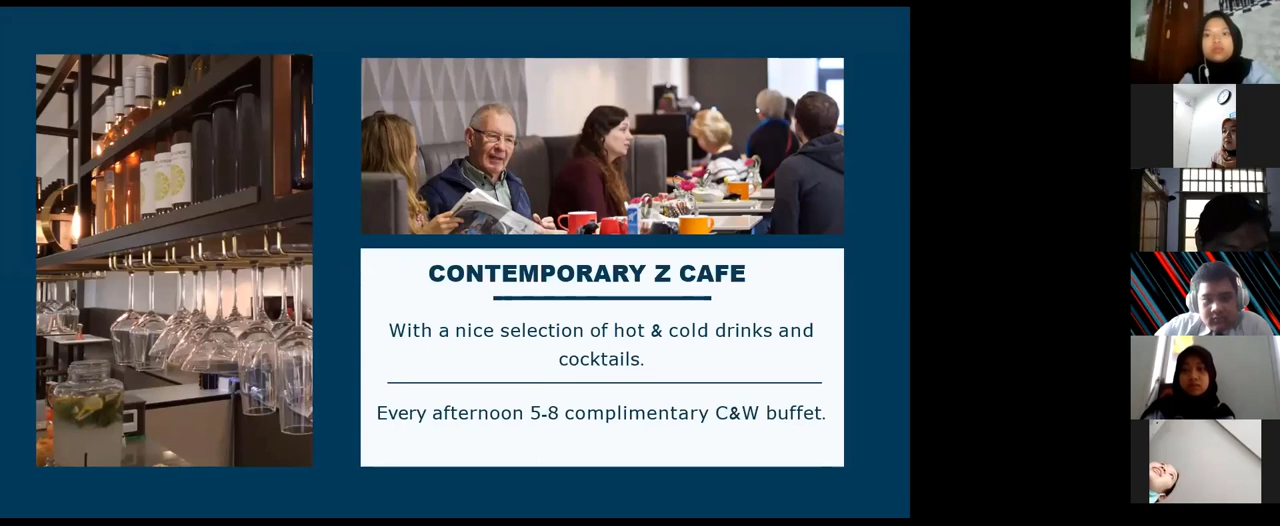 CONTEMPORARY Z CAFE
With a nice selection of hot & cold drinks and
cocktails.
Every afternoon 5-8 complimentary C&W buffet.